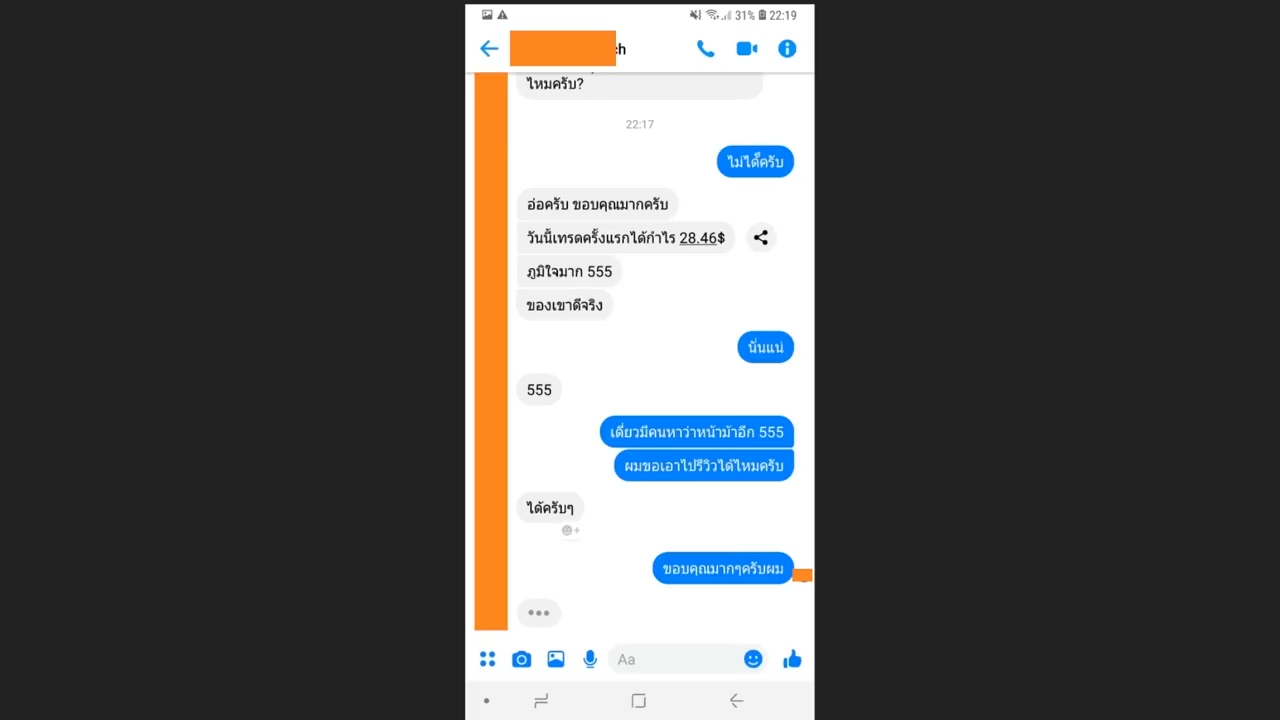 31% 22:19
ch
ไหมครับ?
22:17
ไม่ได้ครับ
อ่อครับ ขอบคุณมากครับ
วันนี้เทรดครั้งแรกได้กำไร 28.46$
ภูมิใจมาก 555
ของเขาดีจริง
นั่นแน่
555
เดี่ยวมีคนหาว่าหน้าม้าอีก 555
ผมขอเอาไปรีวิวได้ไหมครับ
ได้ครับๆ
ขอบคุณมากๆครับผม
Aa